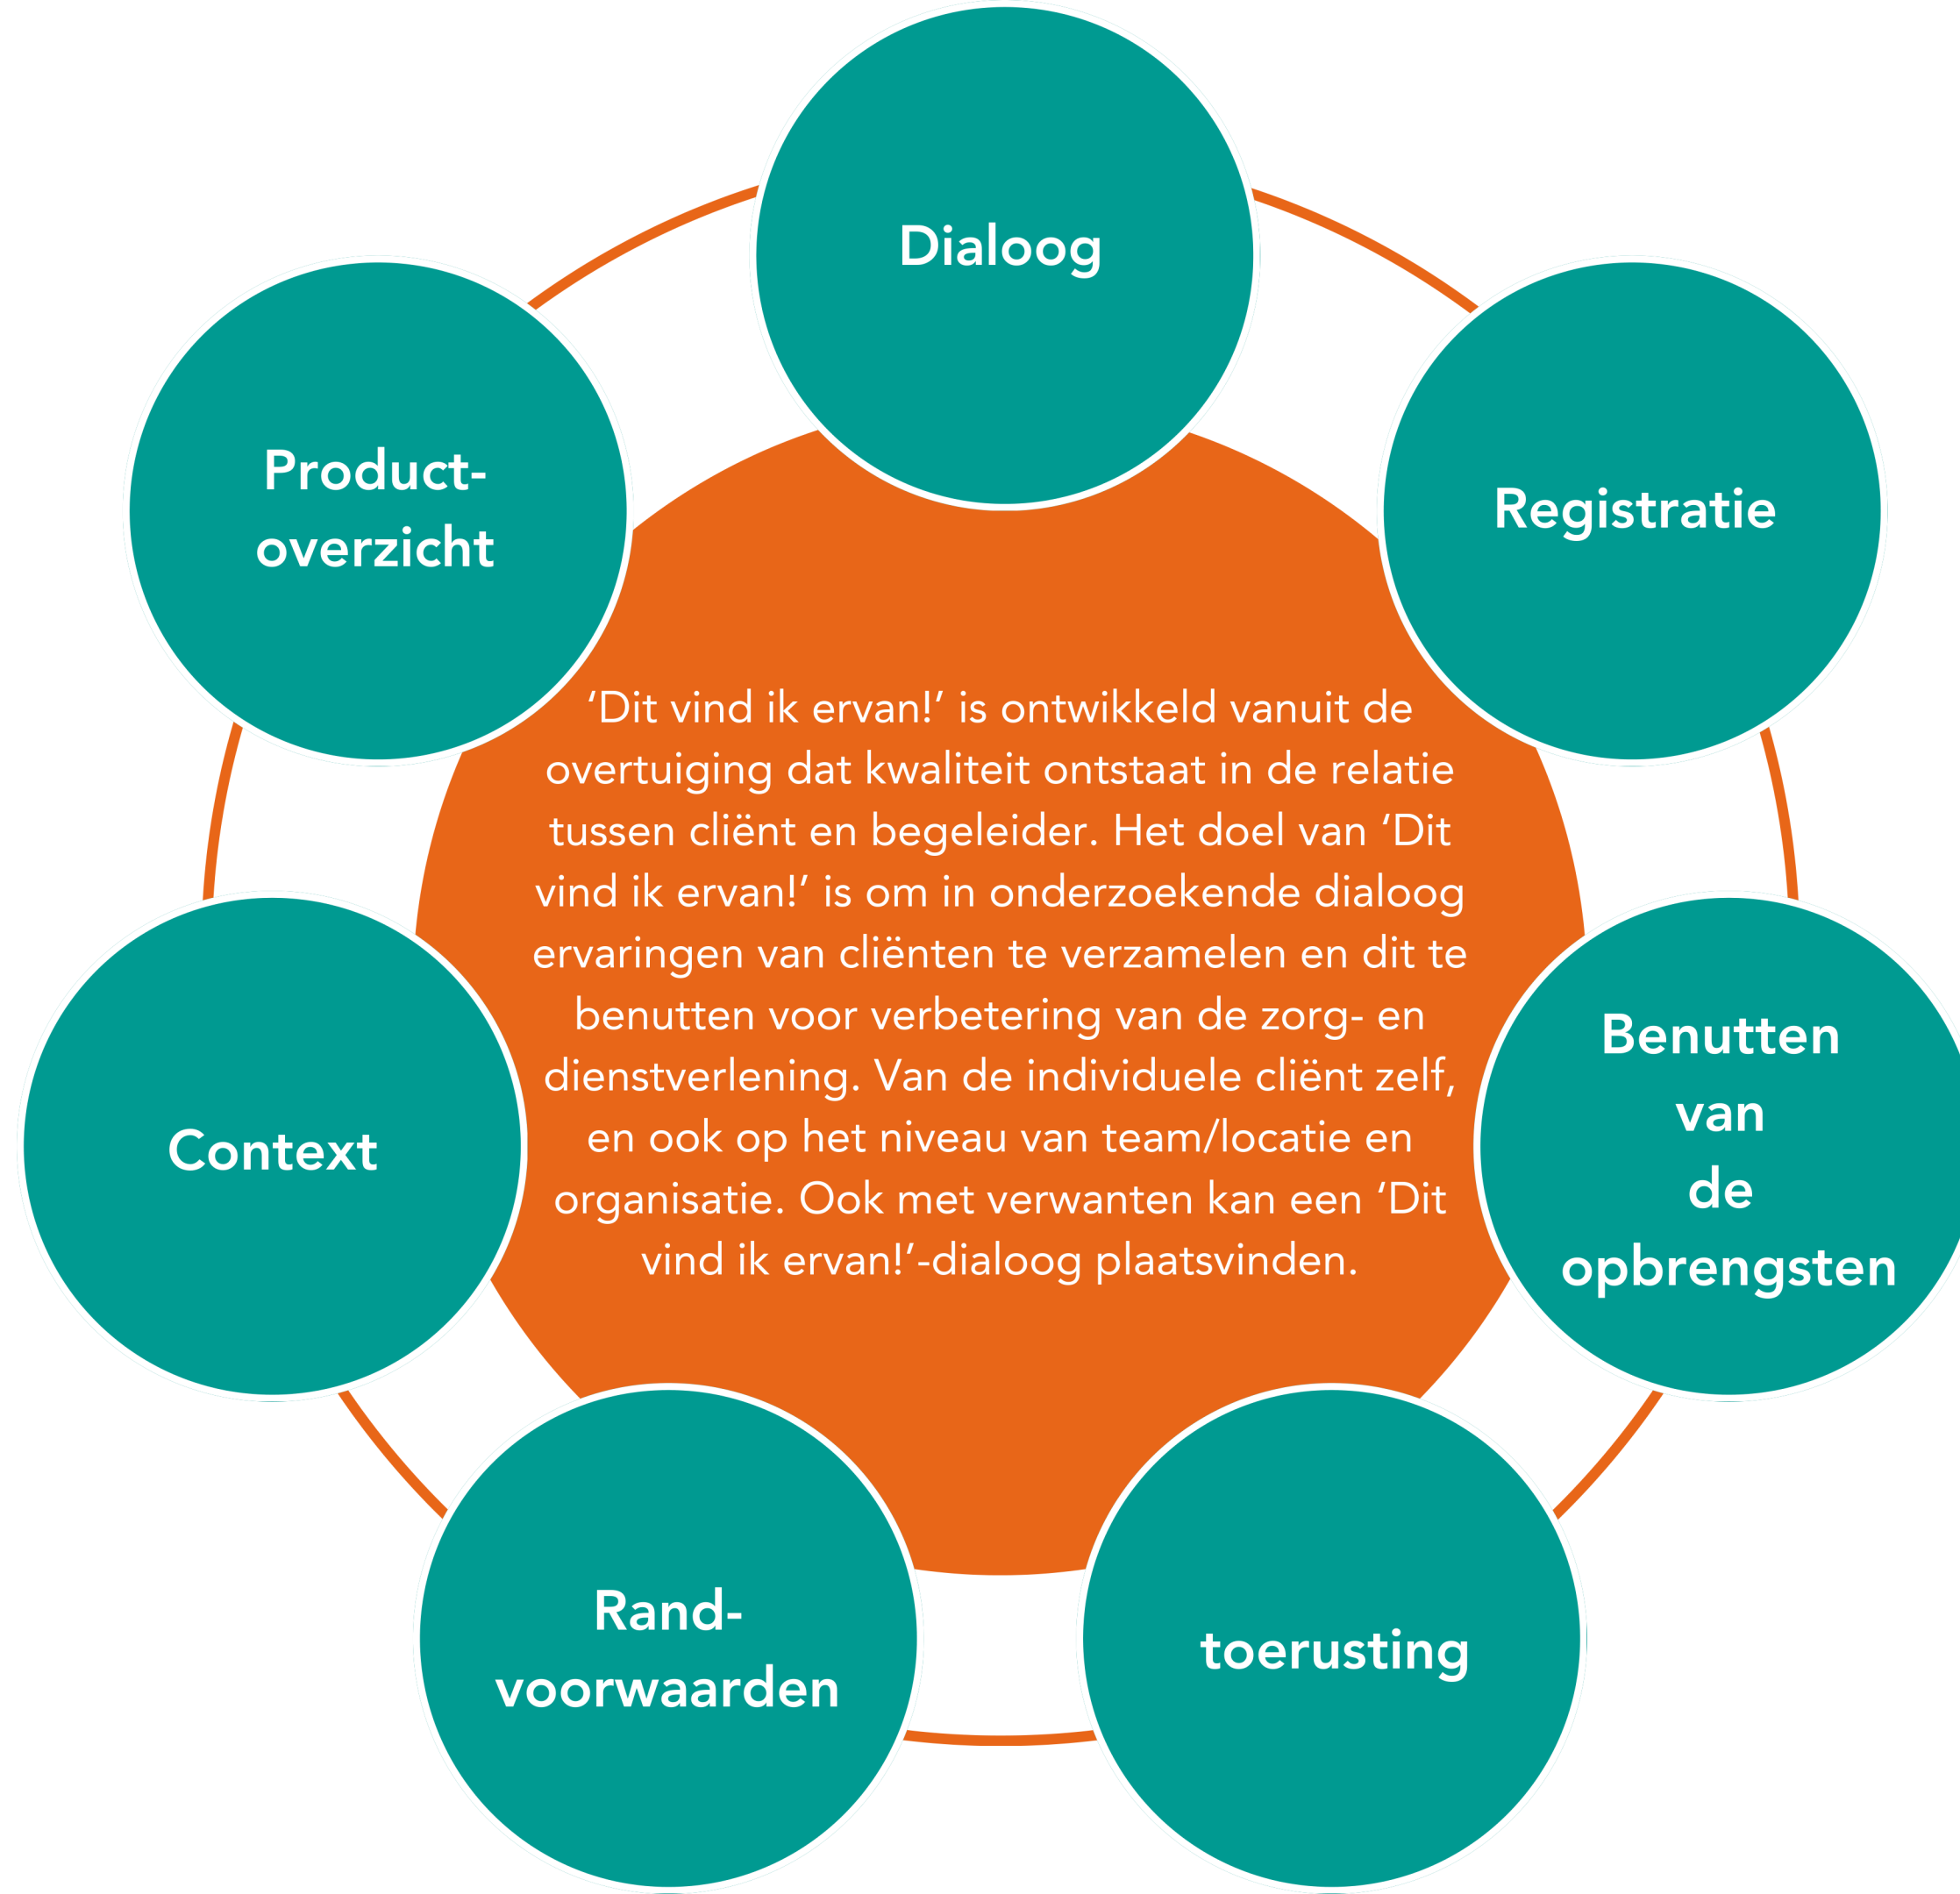 Dialoog
Product-
overzicht
Registratie
‘Dit vind ik ervan!’ is ontwikkeld vanuit de
overtuiging dat kwaliteit ontstaat in de relatie
tussen cliënt en begeleider. Het doel van ‘Dit
vind ik ervan!’ is om in onderzoekende dialoog
ervaringen van cliënten te verzamelen en dit te
benutten voor verbetering van de zorg- en
dienstverlening. Van de individuele cliënt zelf,
en ook op het niveau van team/locatie en
organisatie. Ook met verwanten kan een ‘Dit
vind ik ervan!’ -dialoog plaatsvinden.
Benutten
van
de
opbrengsten
Context
Rand-
voorwaarden
toerusting